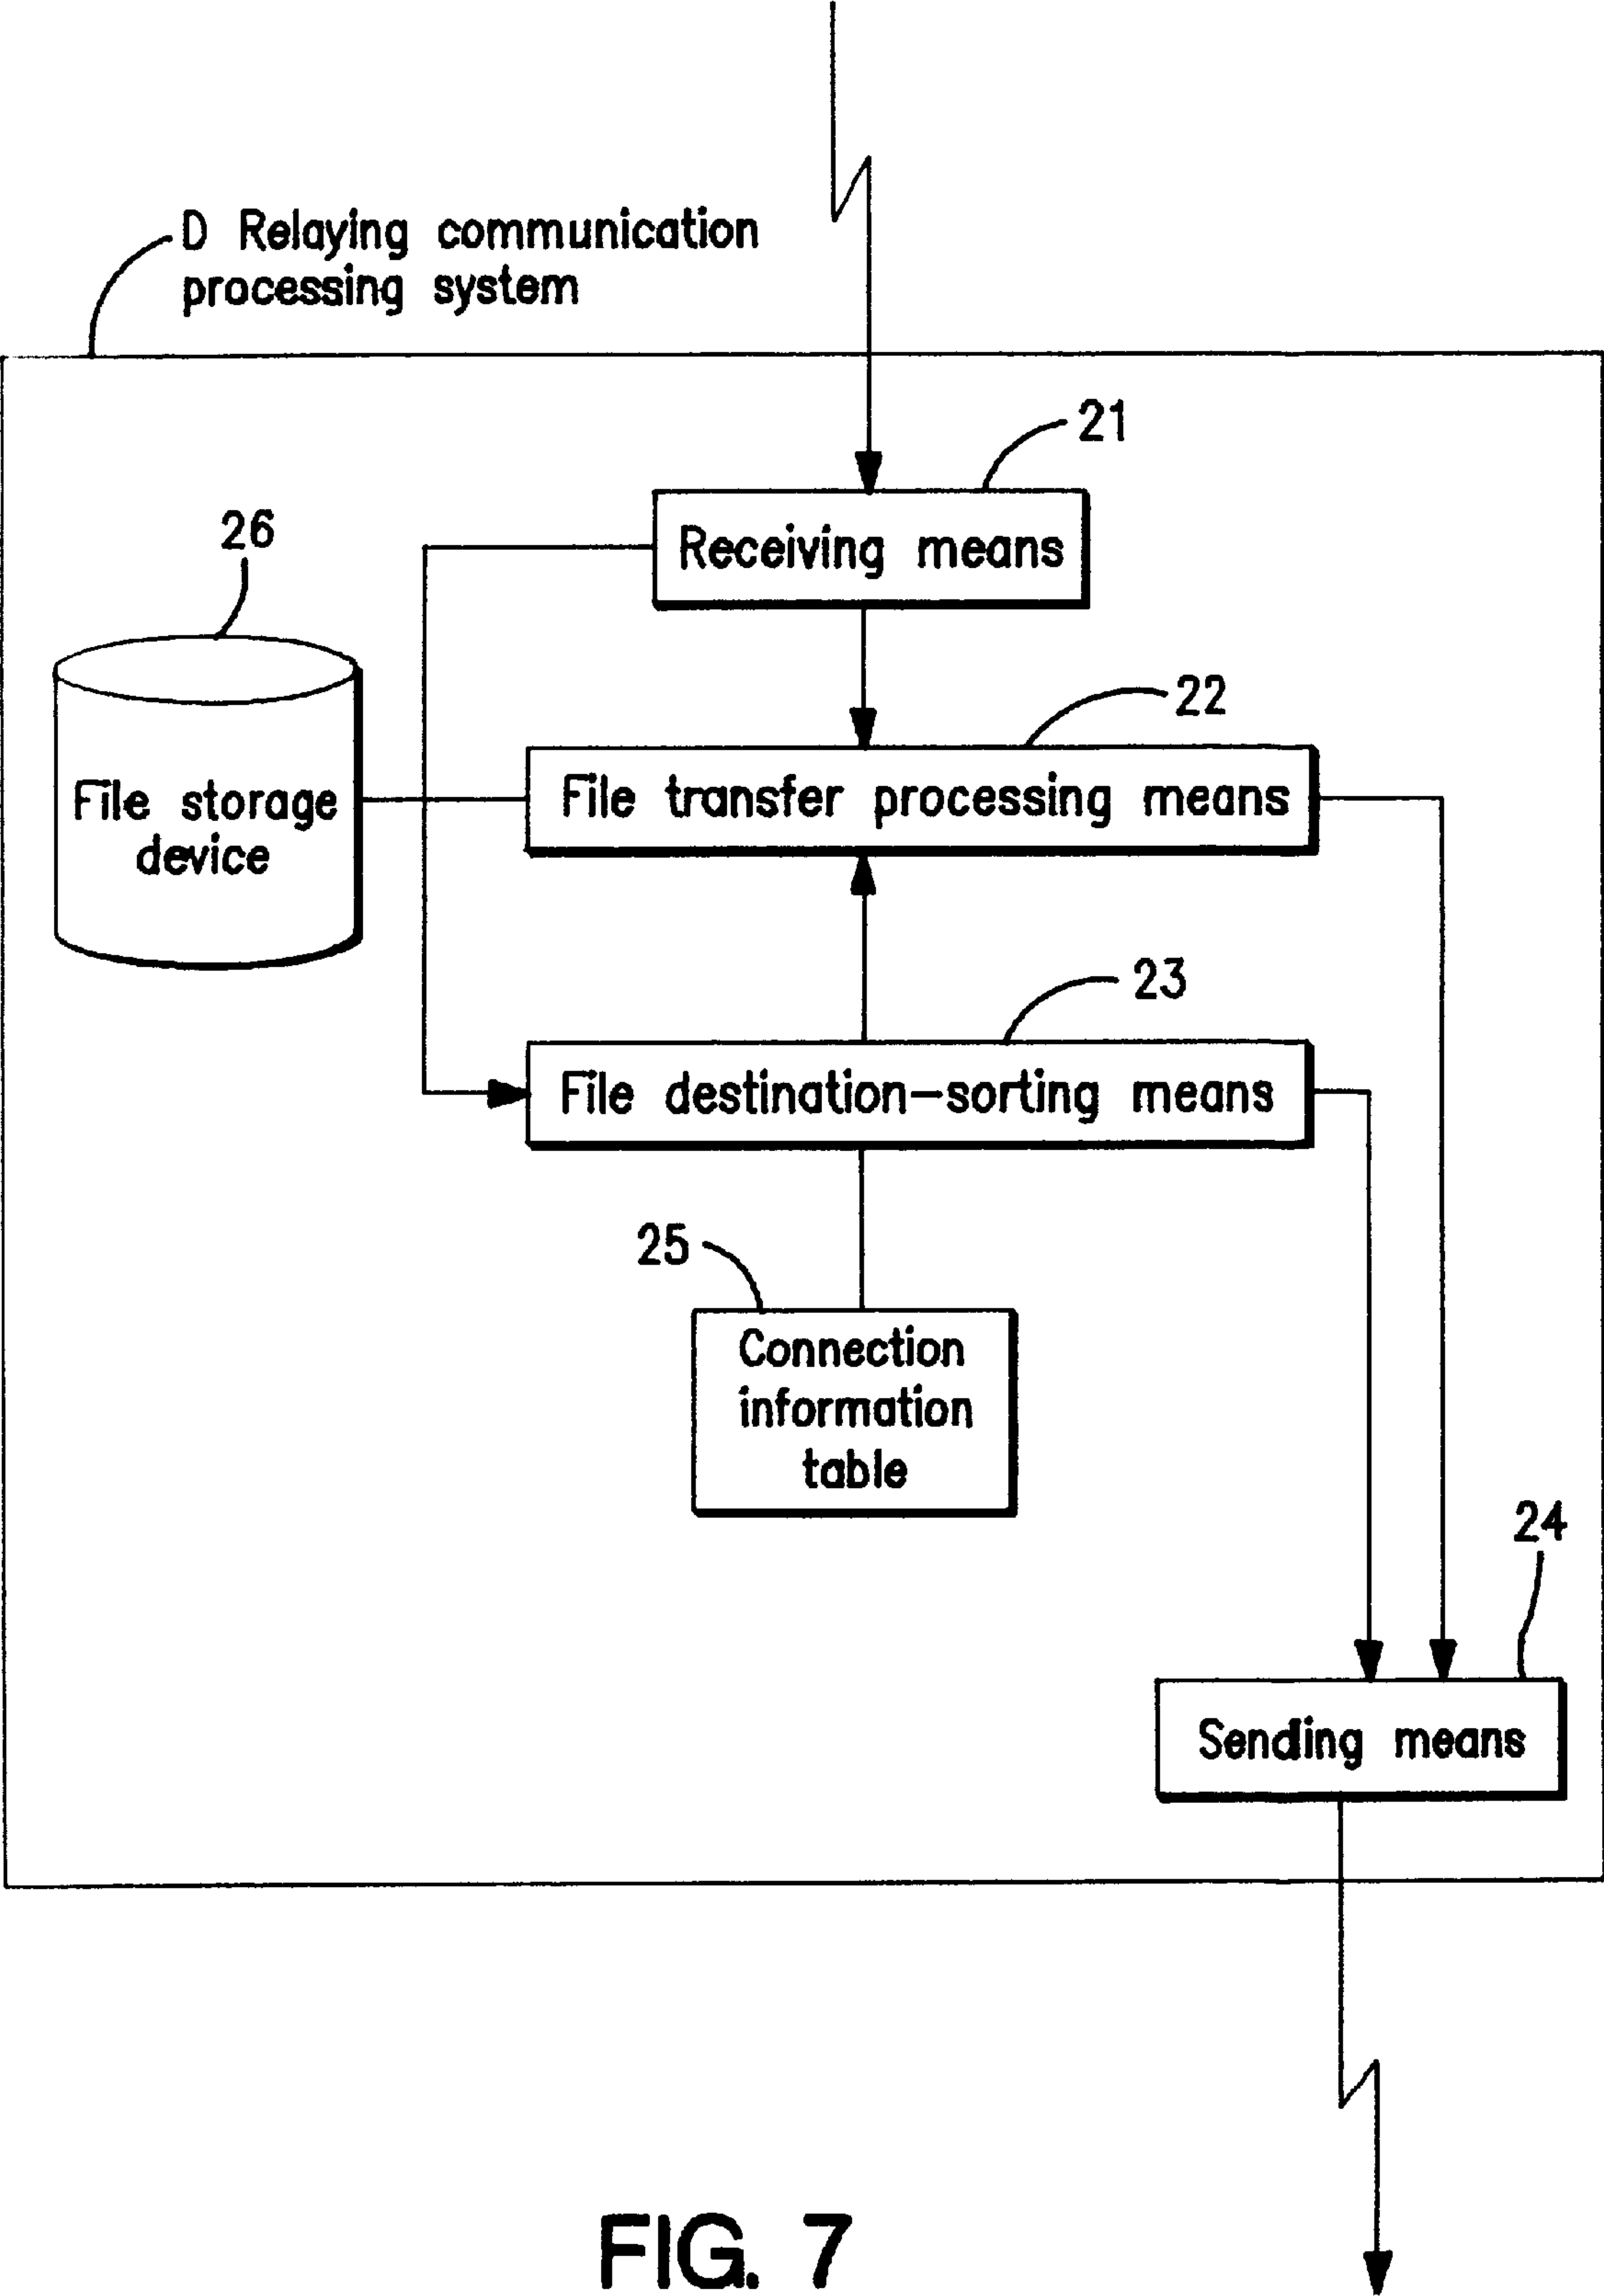 D Relaying communication
processing system
21
Receiving means
26
File storage
device
22
File transfer processing means
23
File destination-sorting means
25
Connection
information
table
24
Sending means
FIG. 7